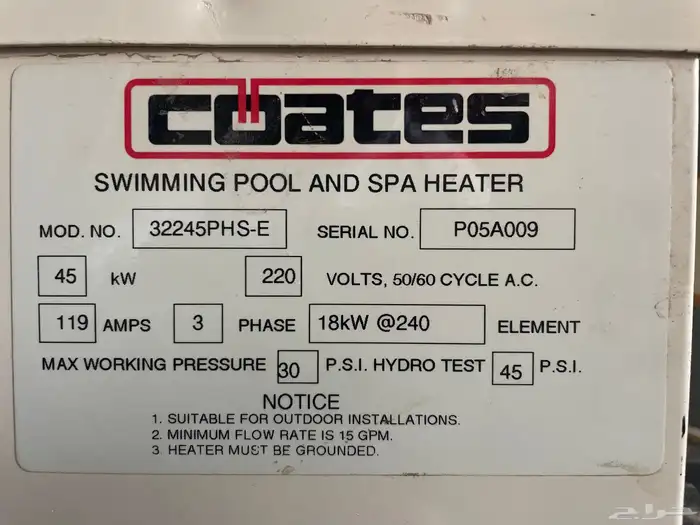 coates
SWIMMING POOL AND SPA HEATER
MOD. NO. 32245PHS-E SERIAL NO. P05A009
45 kW 220 VOLTS, 50/60 CYCLE A.C.
119 AMPS 3 PHASE 18kW @240 ELEMENT
MAX WORKING PRESSURE 30 P.S.I. HYDRO TEST 45 P.S.I.
NOTICE
1. SUITABLE FOR OUTDOOR INSTALLATIONS.
2. MINIMUM FLOW RATE IS 15 GPM.
3. HEATER MUST BE GROUNDED.
حراج